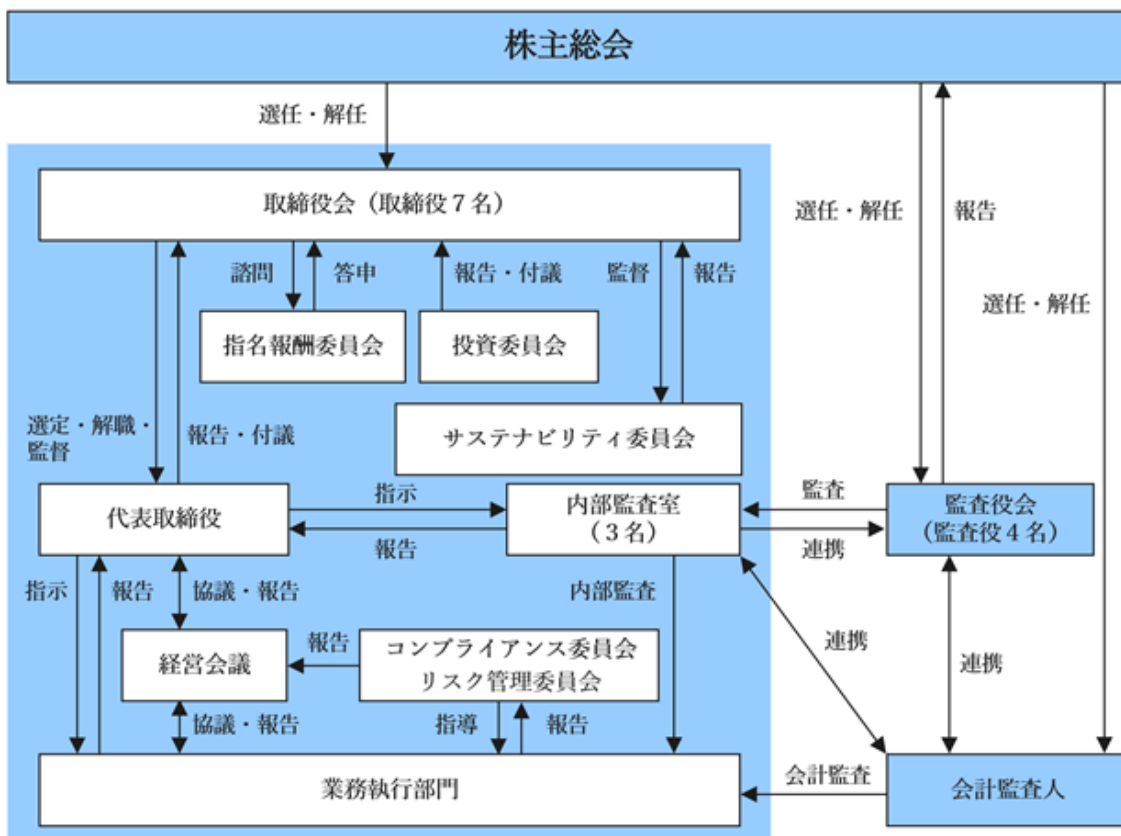 株主総会
選任・解任
取締役会（取締役７名）
選任・解任
報告
諮問
答申
報告・付議
監督
報告
選任・解任
指名報酬委員会
投資委員会
選定・解職・
監督
報告・付議
サステナビリティ委員会
代表取締役
指示
報告
内部監査室
（３名）
監査
連携
監査役会
（監査役４名）
指示
報告
協議・報告
内部監査
経営会議
報告
コンプライアンス委員会
リスク管理委員会
連携
連携
協議・報告
指導
報告
業務執行部門
会計監査
会計監査人